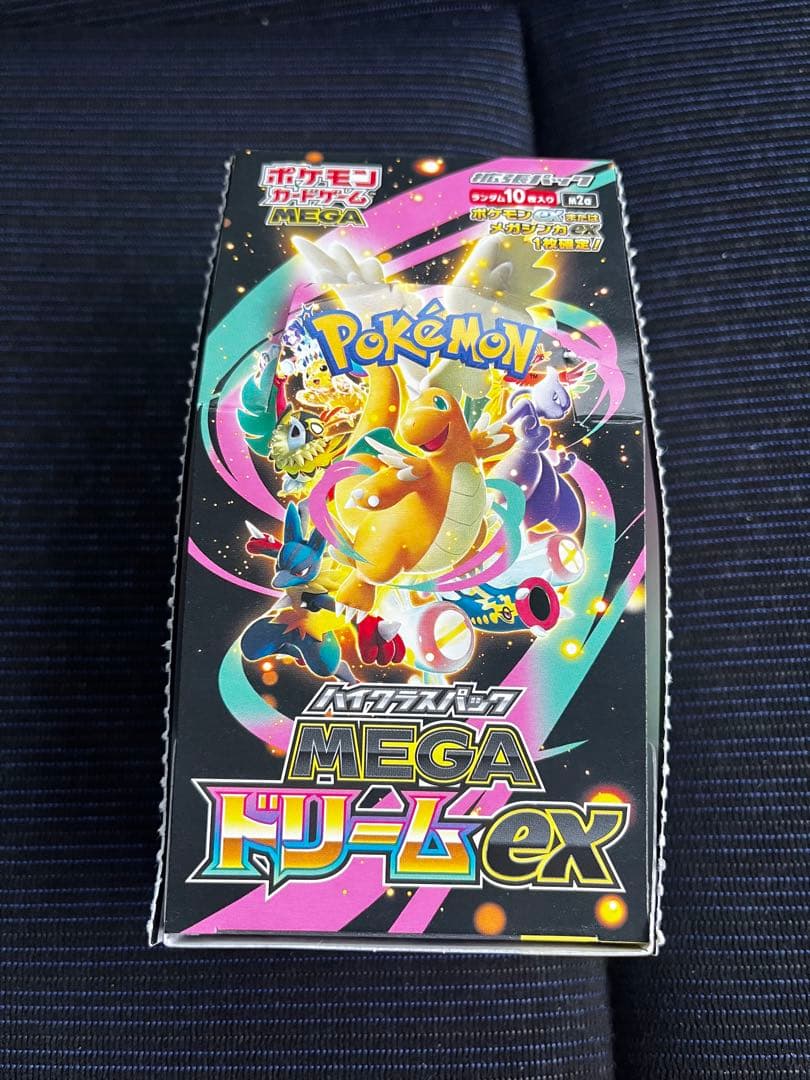 ポケモン
カードゲーム
MEGA
拡張パック
ランダム10枚入り M2a
ポケモンexまたは
メガシンカex
1枚確定!
POKéMON
ハイクラスパック
MEGA
ドリームex